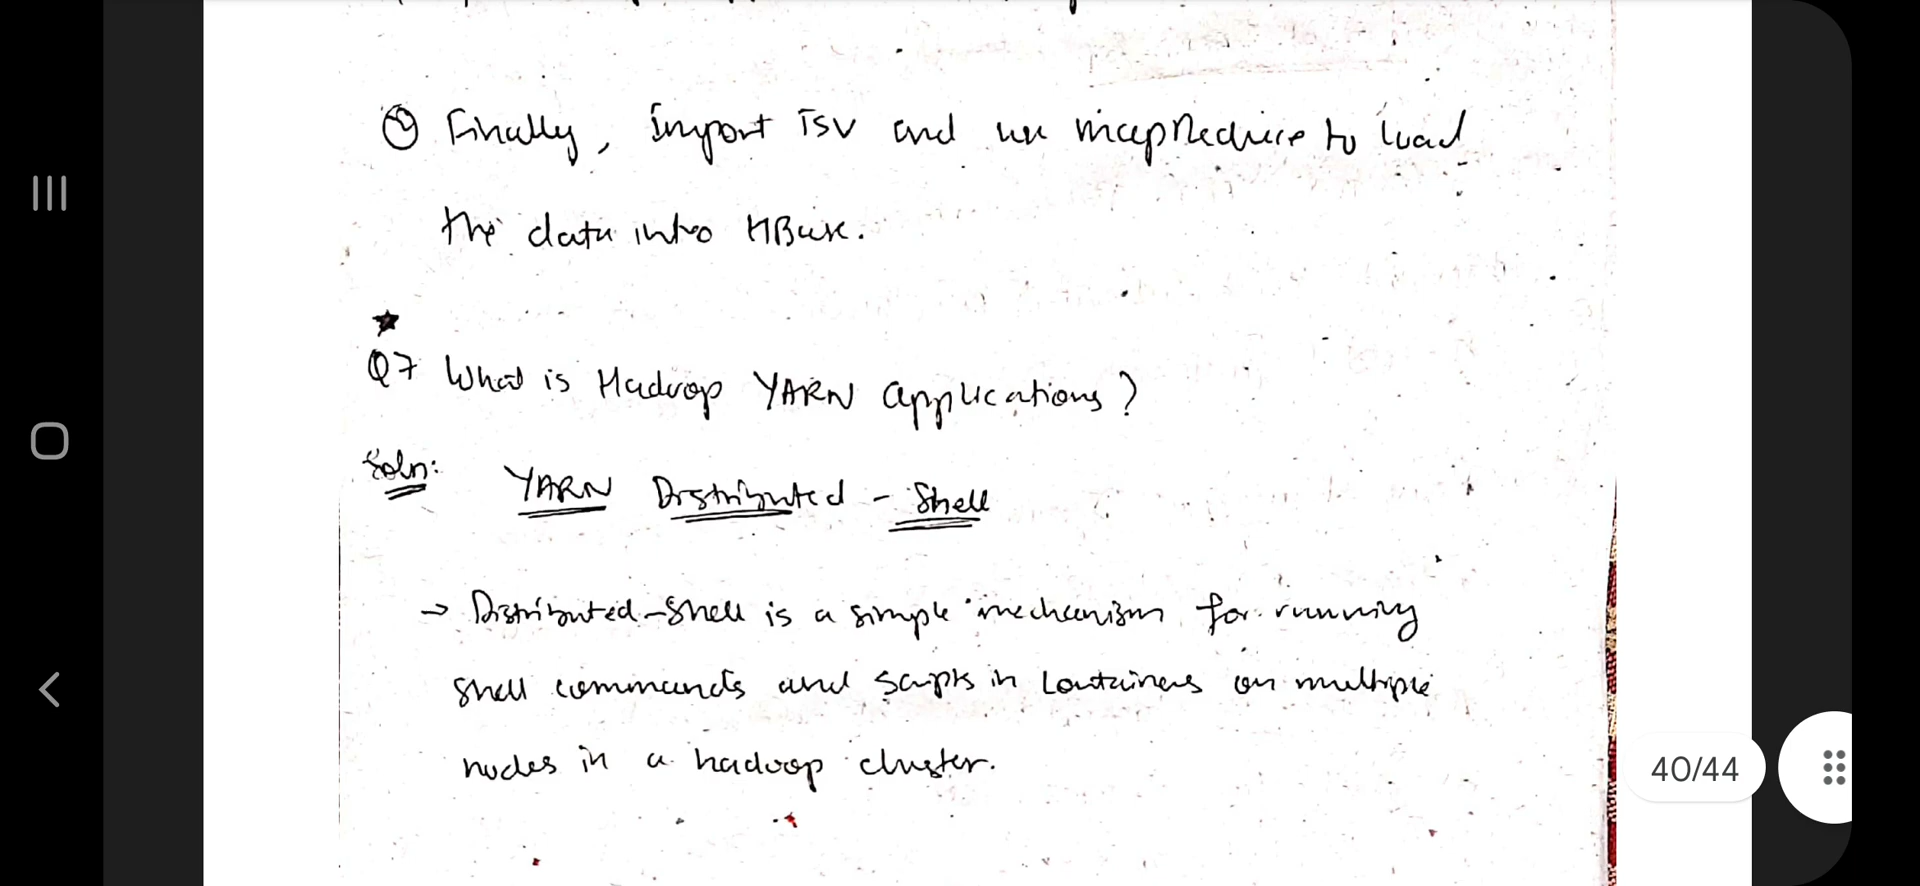 Finally, Import TSV and use mapReduce to load
the data into HBase.
Q7 What is Hadoop YARN applications?
Soln:
YARN Distributed - Shell
→ Distributed-Shell is a simple mechanism for running
shell commands and scripts in containers on multiple
nodes in a hadoop cluster.
40/44